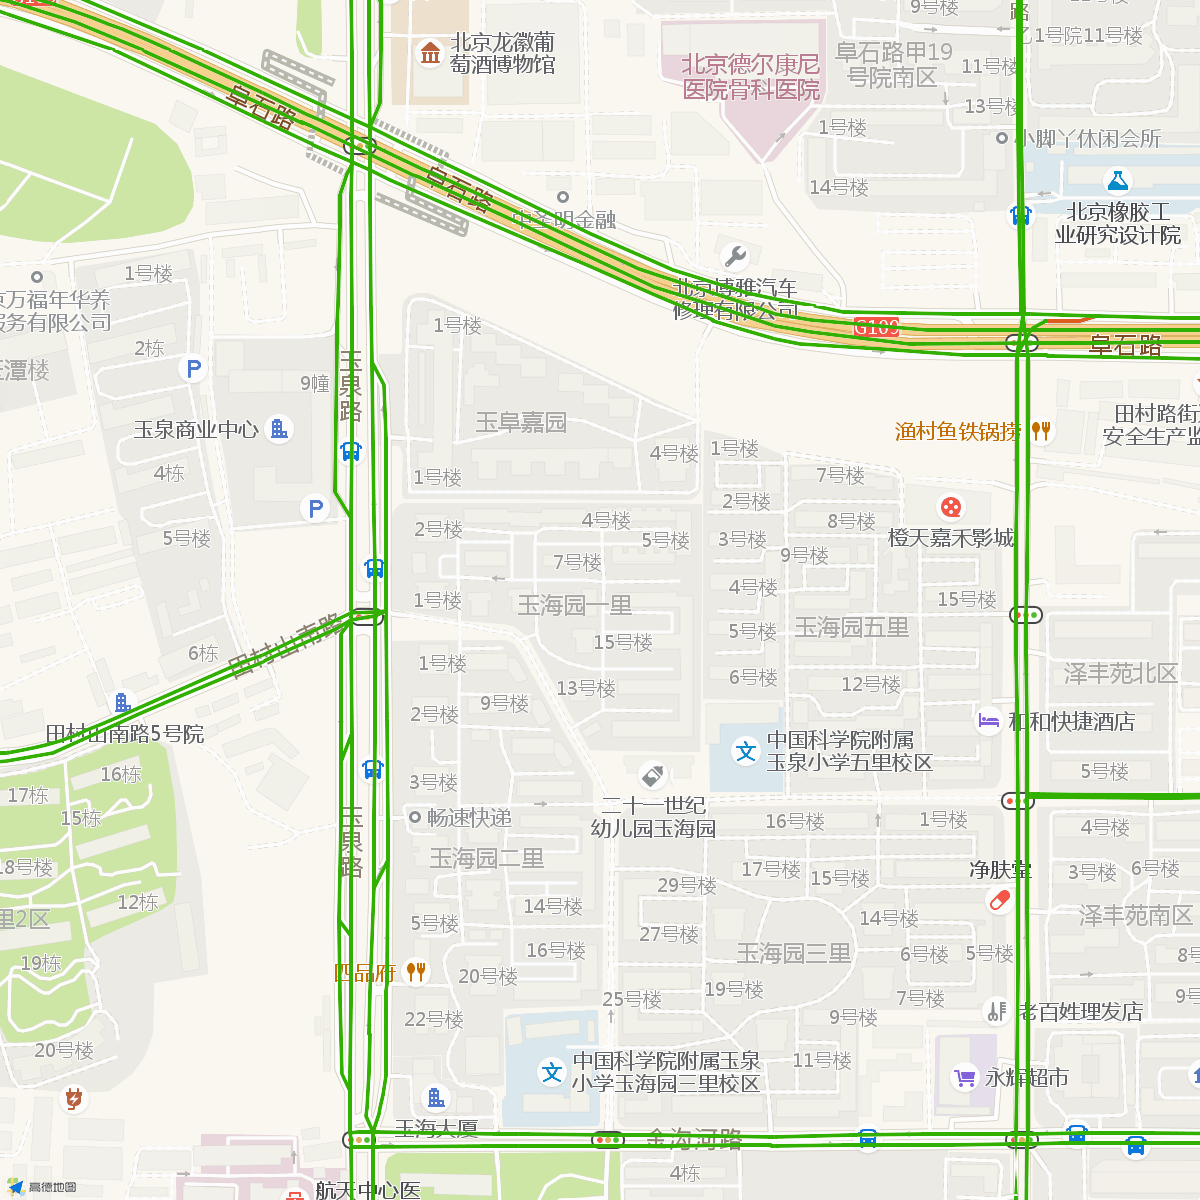 9号楼
路
乙1号院11号楼
北京龙徽葡
萄酒博物馆
北京德尔康尼
医院骨科医院
阜石路甲19
号院南区
11号楼
13号楼
阜石路
1号楼
小脚丫休闲会所
14号楼
阜石路
中圣明金融
北京橡胶工
业研究设计院
1号楼
京万福年华养
服务有限公司
北京博雅汽车
修理有限公司
G109
1号楼
阜石路
2栋
潭楼
玉泉路
9幢
玉泉商业中心
玉阜嘉园
渔村鱼铁锅捞
田村路街
安全生产监
4号楼
1号楼
4栋
1号楼
7号楼
2号楼
橙天嘉禾影城
5号楼
2号楼
4号楼
5号楼
3号楼
8号楼
9号楼
7号楼
4号楼
1号楼
玉海园一里
15号楼
玉海园五里
15号楼
5号楼
田村山南路
6栋
1号楼
13号楼
6号楼
12号楼
泽丰苑北区
9号楼
2号楼
和和快捷酒店
田村山南路5号院
中国科学院附属
玉泉小学五里校区
16栋
17栋
15栋
3号楼
5号楼
二十一世纪
幼儿园玉海园
畅速快递
16号楼
1号楼
4号楼
玉泉路
玉海园二里
18号楼
17号楼
15号楼
净肤堂
3号楼
6号楼
29号楼
12栋
14号楼
14号楼
泽丰苑南区
里2区
5号楼
27号楼
16号楼
玉海园三里
6号楼
5号楼
8号
19栋
四品府
20号楼
19号楼
25号楼
7号楼
9号
22号楼
9号楼
老百姓理发店
20号楼
中国科学院附属玉泉
小学玉海园三里校区
11号楼
永辉超市
玉海大厦
金沟河路
4栋
航天中心医
高德地图